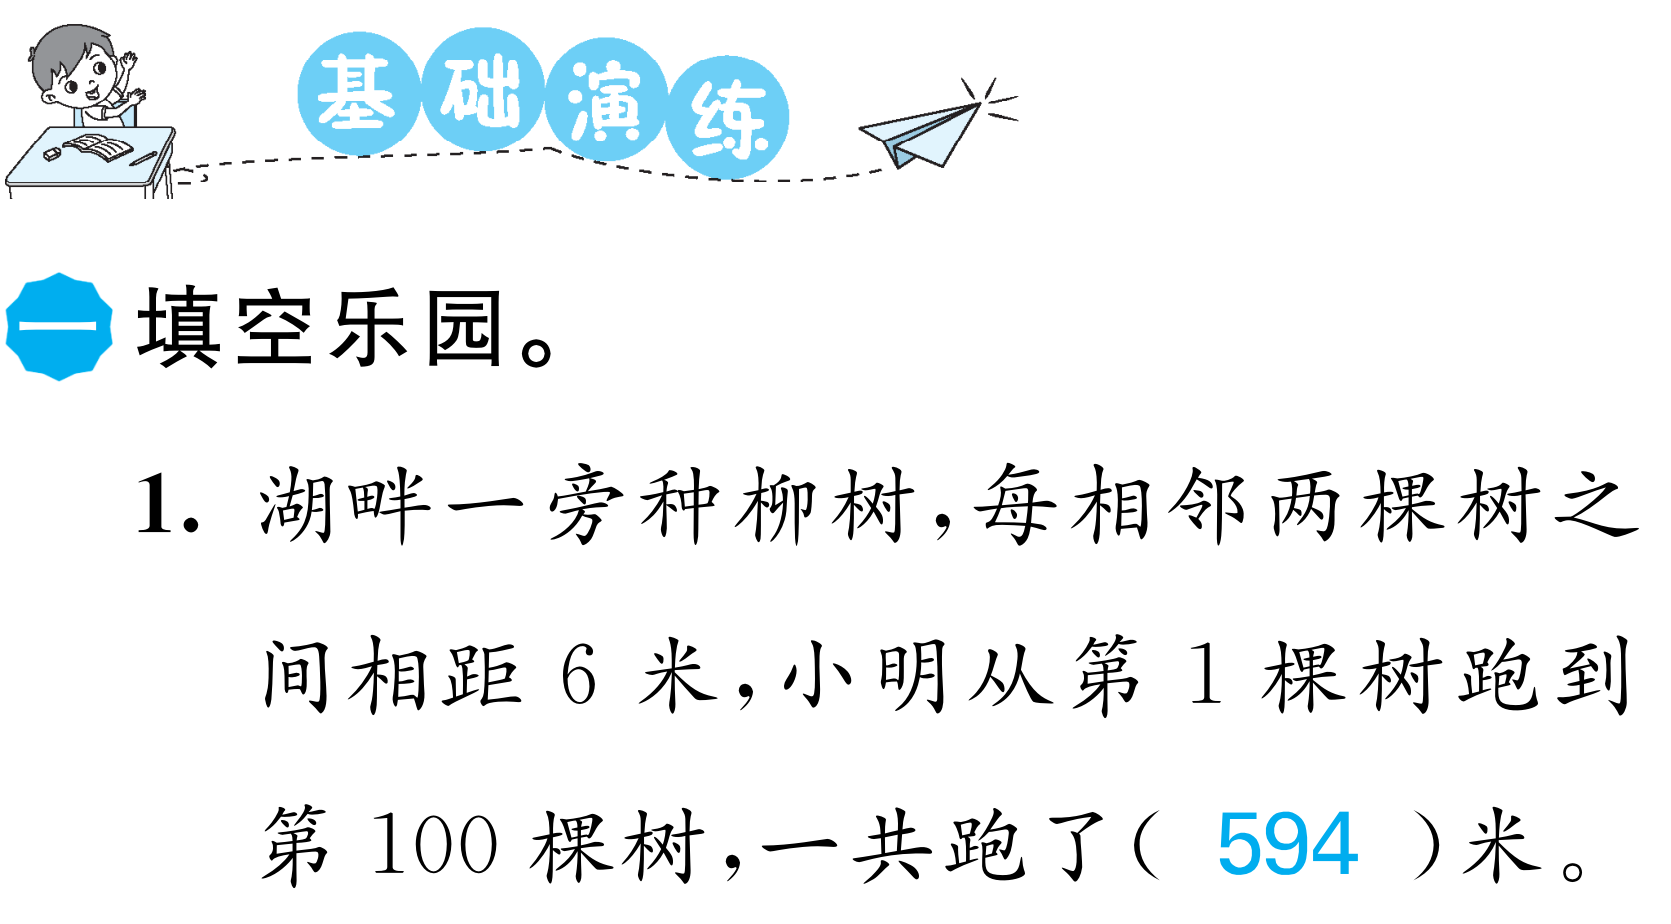 基础演练
一 填空乐园。
1. 湖畔一旁种柳树,每相邻两棵树之
间相距 6 米,小明从第 1 棵树跑到
第 100 棵树,一共跑了( 594 )米。